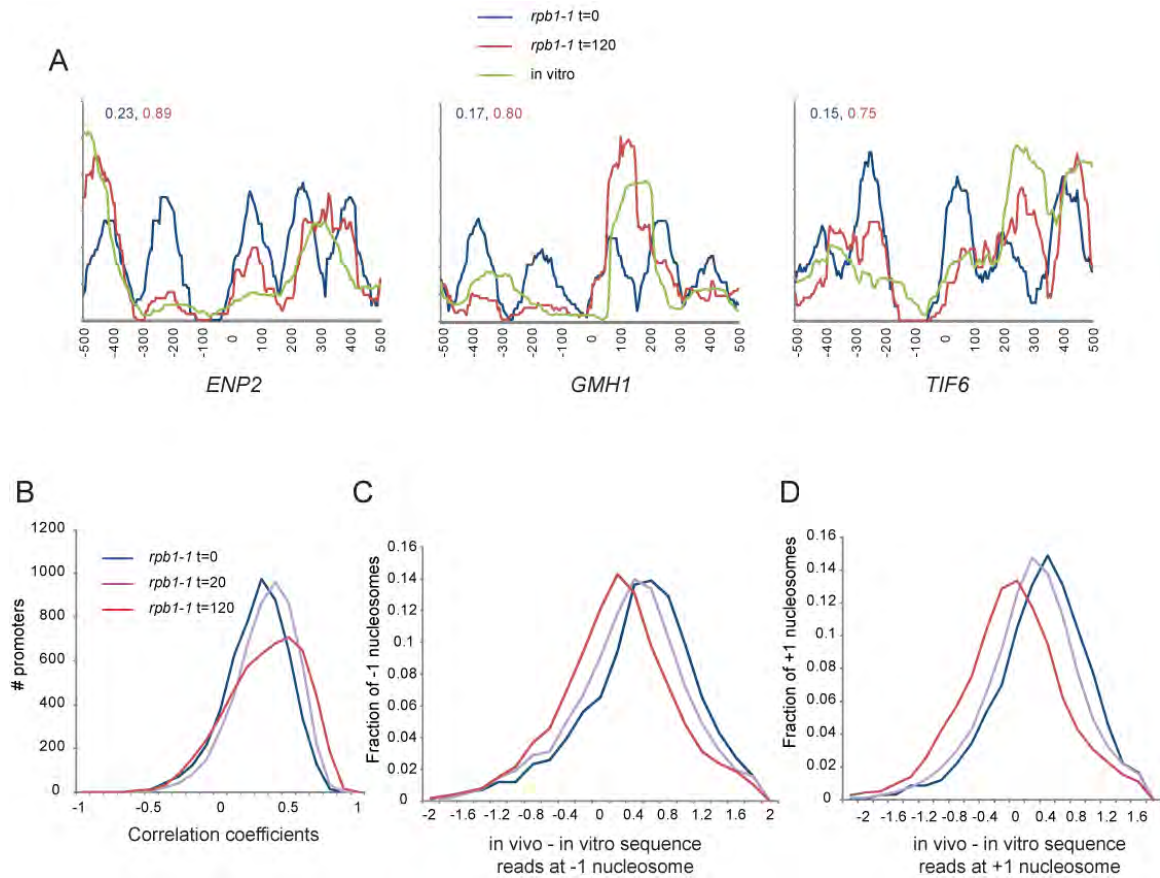 rpb1-1 t=0
rpb1-1 t=120
in vitro
A
0.23, 0.89
0.17, 0.80
0.15, 0.75
-500 -400 -300 -200 -100 0 100 200 300 400 500
-500 -400 -300 -200 -100 0 100 200 300 400 500
-500 -400 -300 -200 -100 0 100 200 300 400 500
ENP2
GMH1
TIF6
B
# promoters
1200
1000
800
600
400
200
0
rpb1-1 t=0
rpb1-1 t=20
rpb1-1 t=120
-1 -0.5 0 0.5 1
Correlation coefficients
C
Fraction of -1 nucleosomes
0.16
0.14
0.12
0.1
0.08
0.06
0.04
0.02
0
-2 -1.6 -1.2 -0.8 -0.4 0 0.4 0.8 1.2 1.6 2
in vivo - in vitro sequence
reads at -1 nucleosome
D
Fraction of +1 nucleosomes
0.16
0.14
0.12
0.1
0.08
0.06
0.04
0.02
0
-2 -1.6 -1.2 -0.8 -0.4 0 0.4 0.8 1.2 1.6
in vivo - in vitro sequence
reads at +1 nucleosome